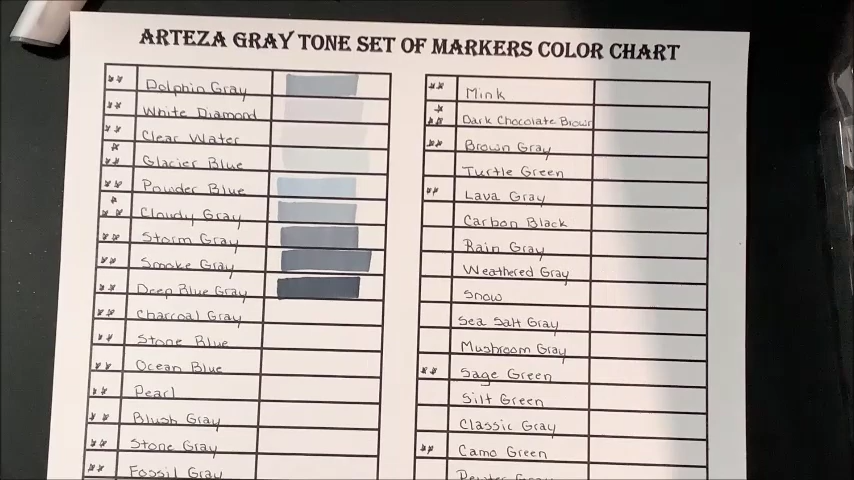 ARTEZA GRAY TONE SET OF MARKERS COLOR CHART
** Dolphin Gray
** White Diamond
** Clear Water
*
** Glacier Blue
** Powder Blue
*
** Cloudy Gray
** Storm Gray
** Smoke Gray
** Deep Blue Gray
** Charcoal Gray
** Stone Blue
** Ocean Blue
** Pearl
** Blush Gray
** Stone Gray
** Fossil Gray
** Mink
*
** Dark Chocolate Brown
** Brown Gray
Turtle Green
** Lava Gray
Carbon Black
Rain Gray
Weathered Gray
Snow
Sea Salt Gray
Mushroom Gray
** Sage Green
Silt Green
Classic Gray
** Camo Green
Pewter Gray